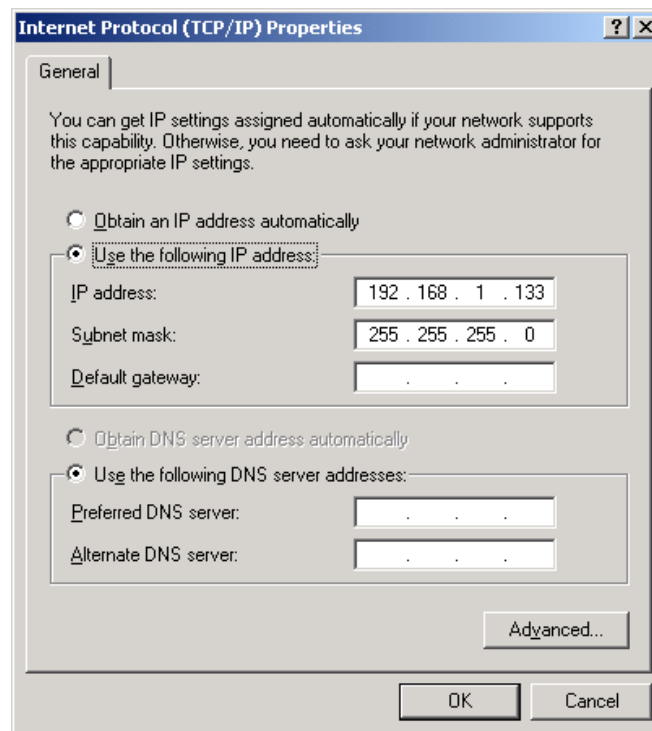 Internet Protocol (TCP/IP) Properties
General
You can get IP settings assigned automatically if your network supports
this capability. Otherwise, you need to ask your network administrator for
the appropriate IP settings.
Obtain an IP address automatically
Use the following IP address:
IP address: 192 . 168 . 1 . 133
Subnet mask: 255 . 255 . 255 . 0
Default gateway: . . .
Obtain DNS server address automatically
Use the following DNS server addresses:
Preferred DNS server: . . .
Alternate DNS server: . . .
Advanced...
OK Cancel